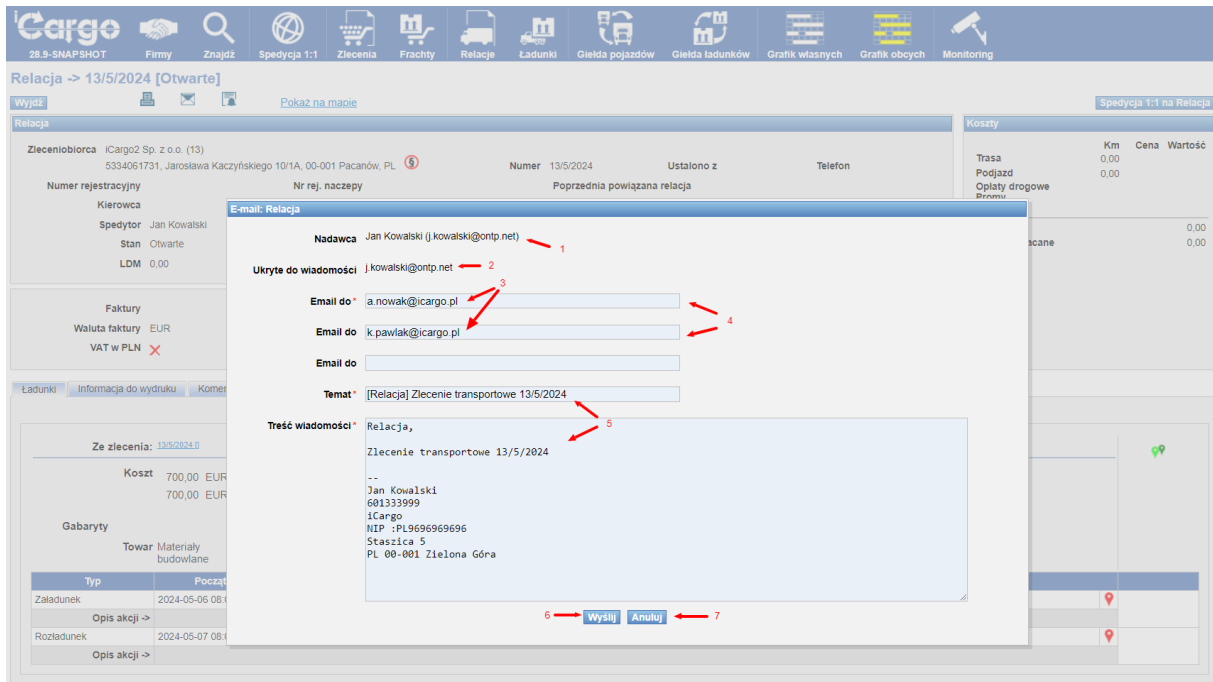 iCargo
28.9-SNAPSHOT Firmy Znajdź Spedycja 1:1 Zlecenia Frachty Relacje Ładunki Giełda pojazdów Giełda ładunków Grafik własnych Grafik obcych Monitoring
Relacja -> 13/5/2024 [Otwarte]
Wyjdź Pokaż na mapie Spedycja 1:1 na Relacja
Relacja Koszty
Zleceniobiorca iCargo2 Sp. z o.o. (13) Km Cena Wartość
5334061731, Jarosława Kaczyńskiego 10/1A, 00-001 Pacanów, PL Numer 13/5/2024 Ustalono z Telefon Trasa 0,00
Podjazd 0,00
Numer rejestracyjny Nr rej. naczepy Poprzednia powiązana relacja Opłaty drogowe
Kierowca Promy
E-mail: Relacja
Spedytor Jan Kowalski 0,00
Nadawca Jan Kowalski (j.kowalski@ontp.net) 1
Stan Otwarte acane 0,00
LDM 0,00
Ukryte do wiadomości j.kowalski@ontp.net 2
3
Email do* a.nowak@icargo.pl
Faktury
4
Waluta faktury EUR
Email do k.pawlak@icargo.pl
VAT w PLN
Email do
Ładunki Informacja do wydruku Komer
Temat* [Relacja] Zlecenie transportowe 13/5/2024
5
Treść wiadomości* Relacja,
Ze zlecenia: 13/5/2024
Zlecenie transportowe 13/5/2024
Koszt 700,00 EUR
--
700,00 EUR
Jan Kowalski
601333999
iCargo
Gabaryty
NIP :PL9696969696
Staszica 5
Towar Materiały
budowlane
PL 00-001 Zielona Góra
Typ Począt
Załadunek 2024-05-06 08:
Opis akcji ->
6 Wyślij Anuluj 7
Rozładunek 2024-05-07 08:
Opis akcji ->